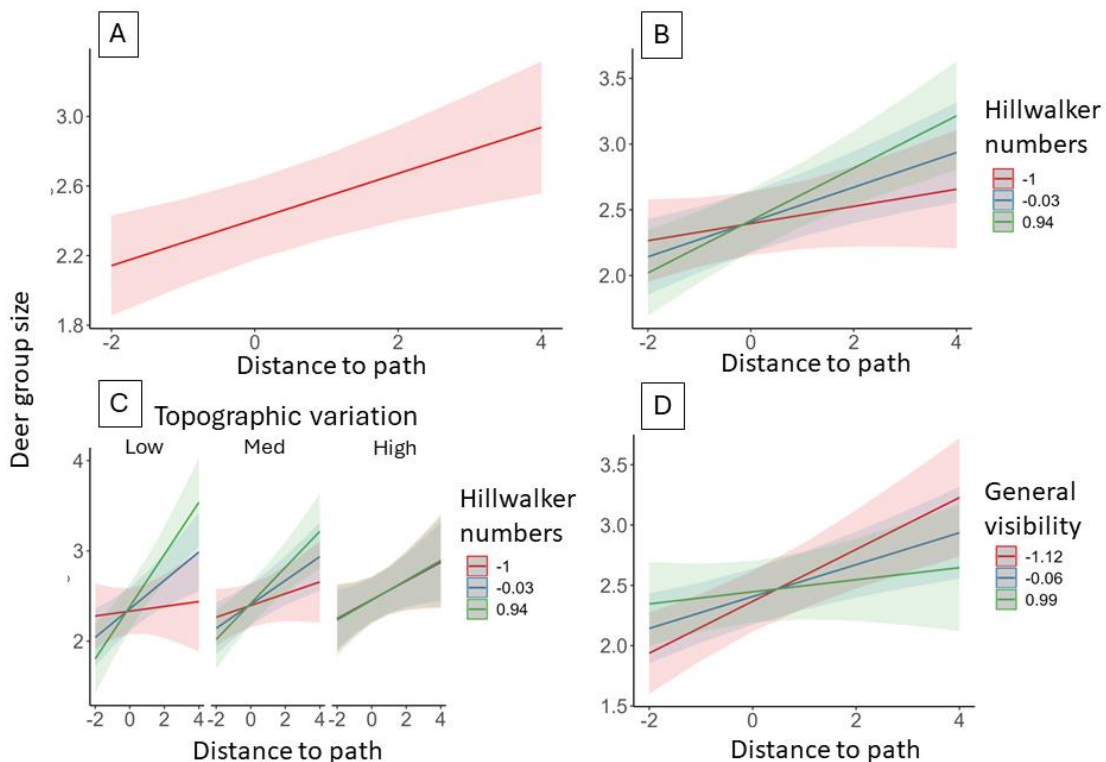 A
3.0
2.6
2.2
1.8
-2 0 2 4
Distance to path
B
3.5
3.0
2.5
2.0
-2 0 2 4
Distance to path
Hillwalker
numbers
-1
-0.03
0.94
Deer group size
C
Topographic variation
Low Med High
4
3
2
-2 0 2 4 -2 0 2 4 -2 0 2 4
Distance to path
Hillwalker
numbers
-1
-0.03
0.94
D
3.5
3.0
2.5
2.0
1.5
-2 0 2 4
Distance to path
General
visibility
-1.12
-0.06
0.99